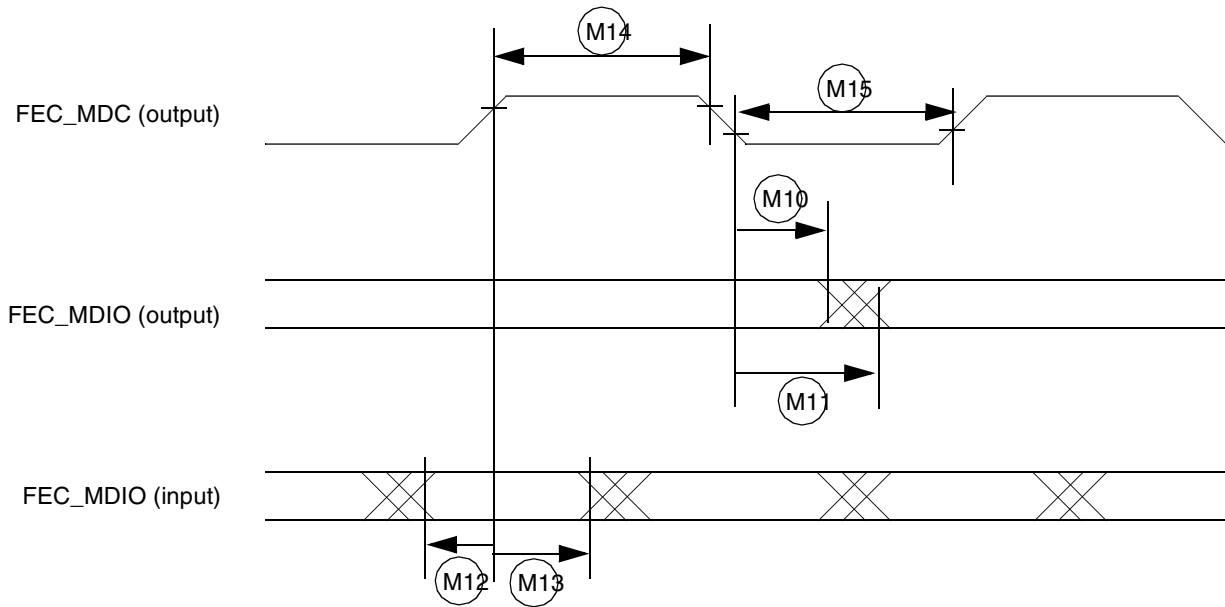 M14
FEC_MDC (output)
M15
M10
FEC_MDIO (output)
M11
FEC_MDIO (input)
M12
M13